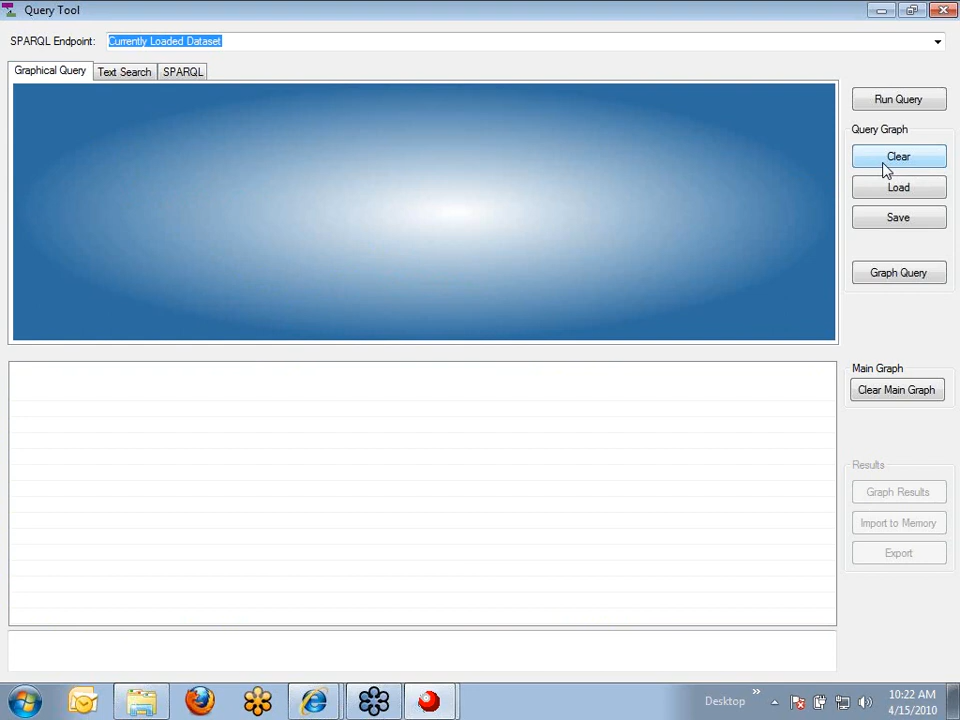 Query Tool
SPARQL Endpoint: Currently Loaded Dataset
Graphical Query Text Search SPARQL
Run Query
Query Graph
Clear
Load
Save
Graph Query
Main Graph
Clear Main Graph
Results
Graph Results
Import to Memory
Export
Desktop »
10:22 AM
4/15/2010